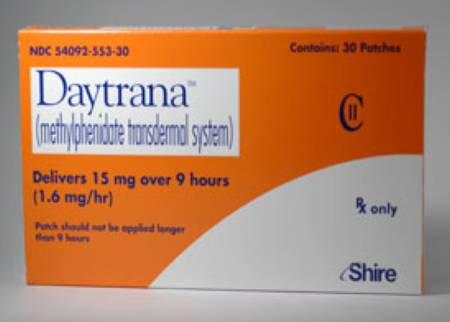 NDC 54092-553-30
Contains: 30 Patches
Daytrana™
(methylphenidate transdermal system)
CII
Delivers 15 mg over 9 hours
(1.6 mg/hr)
Rx only
Patch should not be applied longer
than 9 hours
Shire